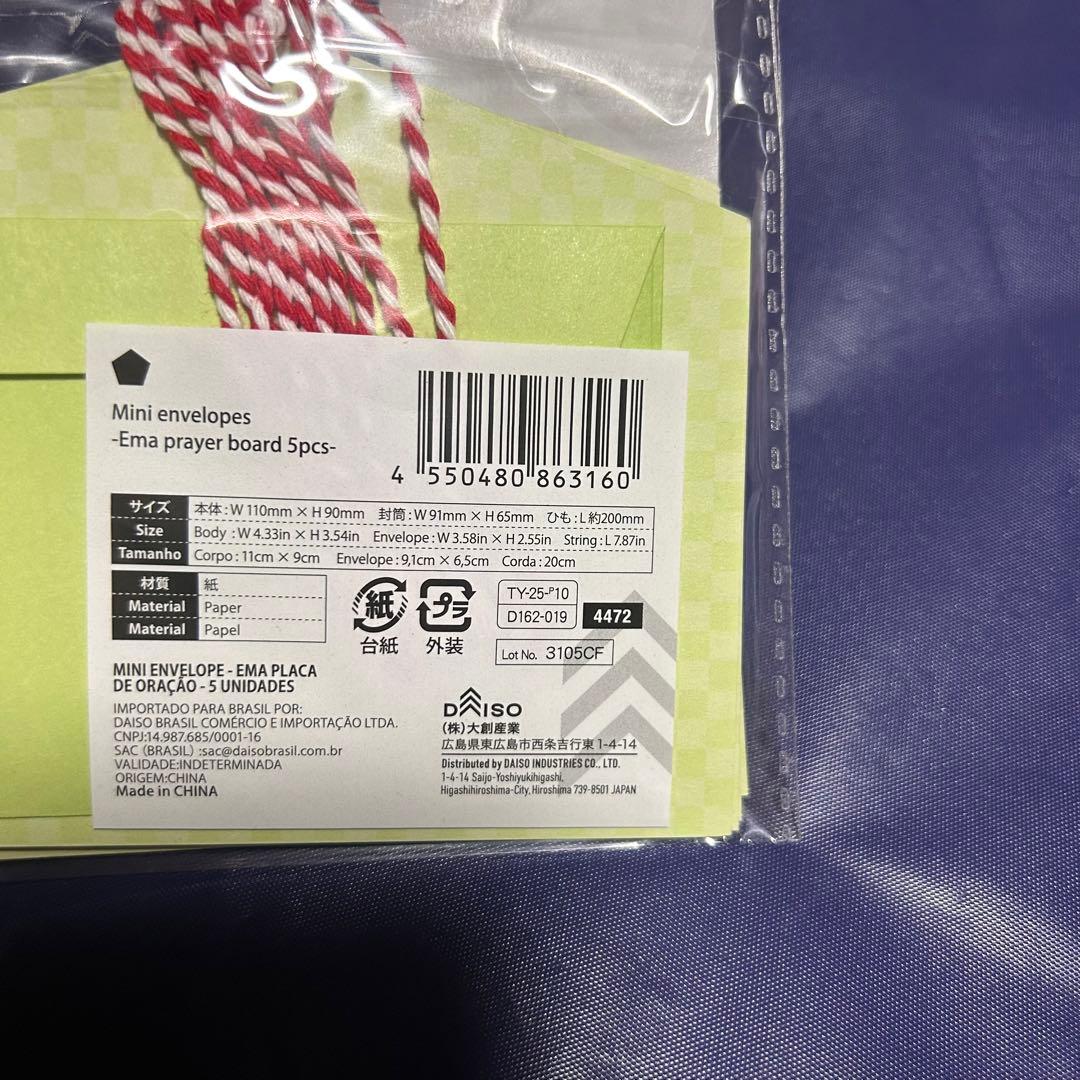 Mini envelopes
-Ema prayer board 5pcs-
4 550480 863160
サイズ 本体:W 110mm × H 90mm 封筒:W 91mm × H 65mm ひも:L 約200mm
Size Body :W 4.33in × H 3.54in Envelope:W 3.58in × H 2.55in String:L 7.87in
Tamanho Corpo:11cm × 9cm Envelope:9,1cm × 6,5cm Corda:20cm
材質 紙
Material Paper
Material Papel
紙
台紙
プラ
外装
TY-25-P10
D162-019
4472
Lot No. 3105CF
MINI ENVELOPE - EMA PLACA
DE ORAÇÃO - 5 UNIDADES
IMPORTADO PARA BRASIL POR:
DAISO BRASIL COMÉRCIO E IMPORTAÇÃO LTDA.
CNPJ:14.987.685/0001-16
SAC (BRASIL) :sac@daisobrasil.com.br
VALIDADE:INDETERMINADA
ORIGEM:CHINA
Made in CHINA
DAISO
(株)大創産業
広島県東広島市西条吉行東1-4-14
Distributed by DAISO INDUSTRIES CO., LTD.
1-4-14 Saijo-Yoshiyukihigashi,
Higashihiroshima-City, Hiroshima 739-8501 JAPAN